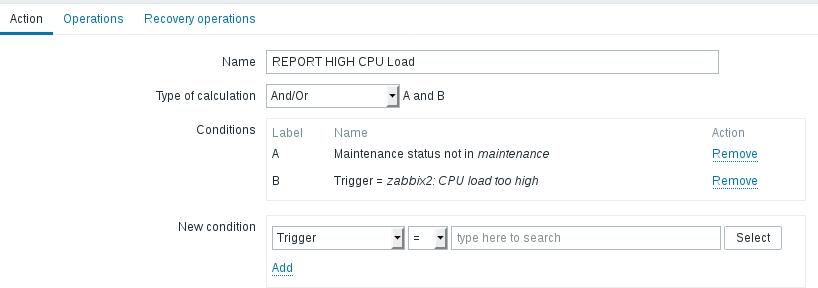 Action Operations Recovery operations
Name REPORT HIGH CPU Load
Type of calculation And/Or A and B
Conditions Label Name Action
A Maintenance status not in maintenance Remove
B Trigger = zabbix2: CPU load too high Remove
New condition
Trigger = type here to search Select
Add